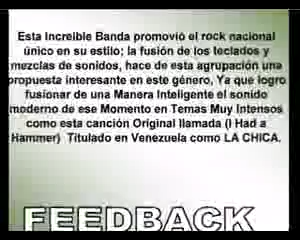 Esta Increible Banda promovió el rock nacional
único en su estilo; la fusión de los teclados y
mezclas de sonidos, hace de esta agrupación una
propuesta interesante en este género, Ya que logro
fusionar de una Manera Inteligente el sonido
moderno de ese Momento en Temas Muy Intensos
como esta canción Original llamada (I Had a
Hammer) Titulado en Venezuela como LA CHICA.
FEEDBACK